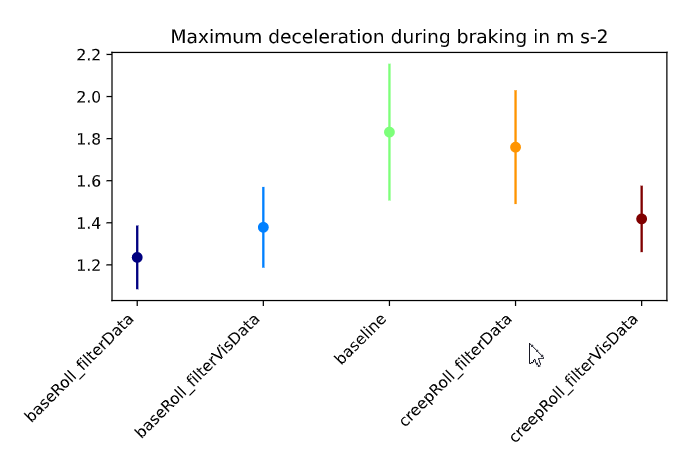 Maximum deceleration during braking in m s-2
2.2
2.0
1.8
1.6
1.4
1.2
baseRoll_filterData
baseRoll_filterVisData
baseline
creepRoll_filterData
creepRoll_filterVisData